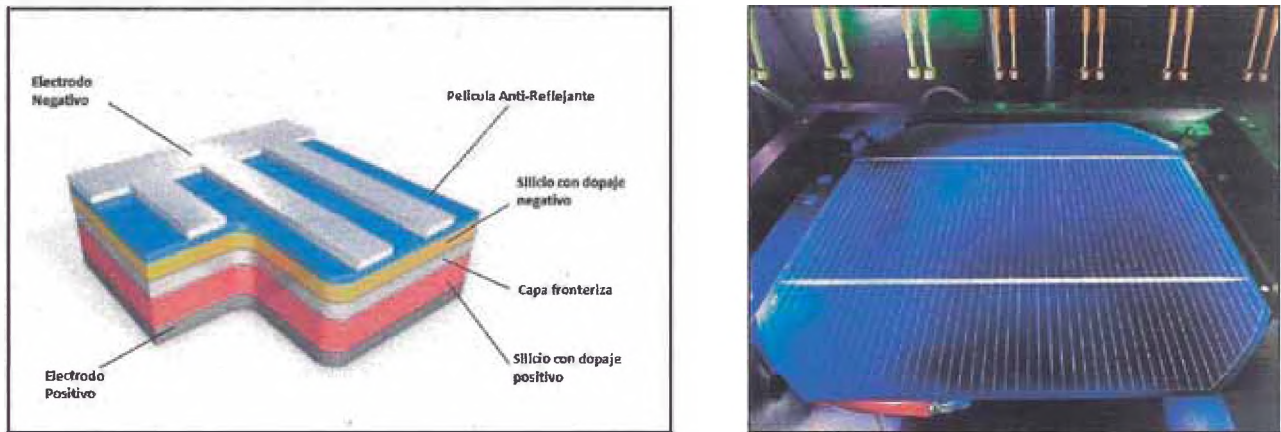 Electrodo
Negativo
Pelicula Anti-Reflejante
Silicio con dopaje
negativo
Capa fronteriza
Silicio con dopaje
positivo
Electrodo
Positivo